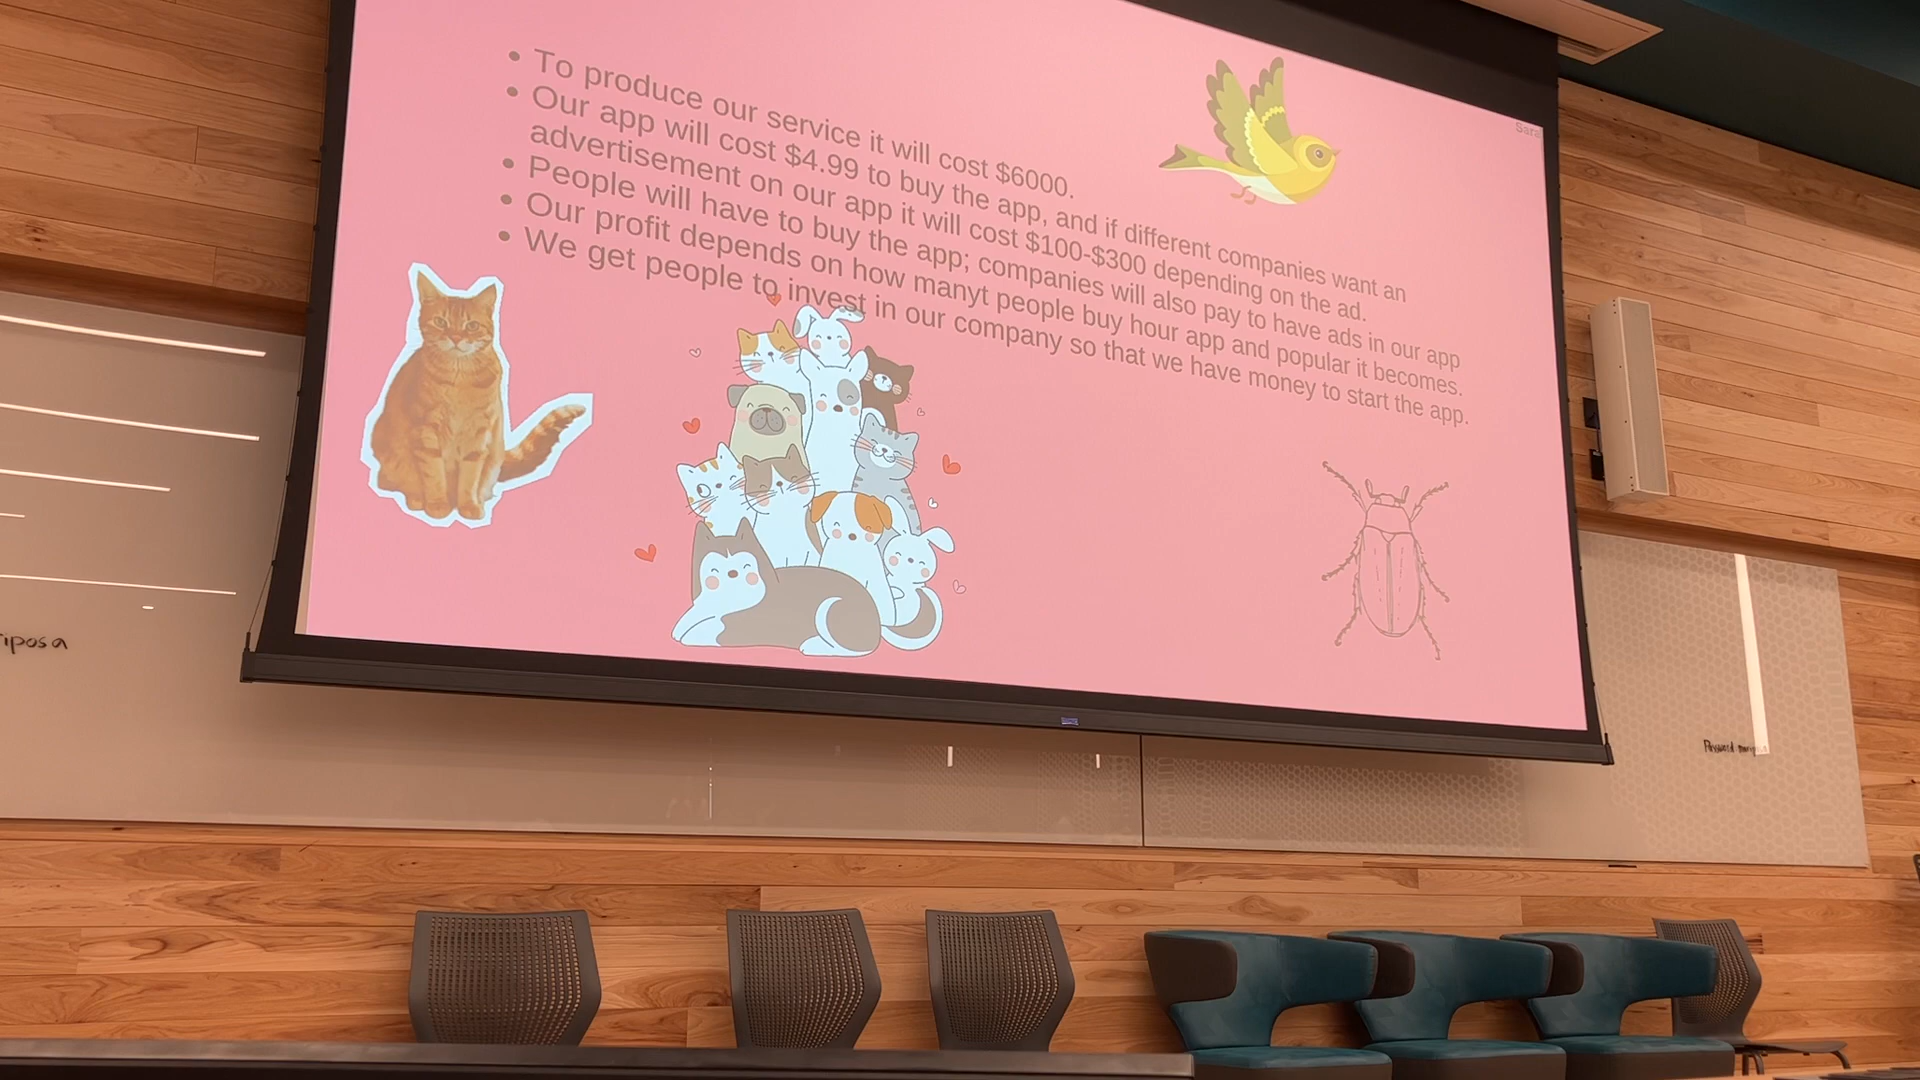 Sara
• To produce our service it will cost $6000.
• Our app will cost $4.99 to buy the app, and if different companies want an
advertisement on our app it will cost $100-$300 depending on the ad.
• People will have to buy the app; companies will also pay to have ads in our app
• Our profit depends on how manyt people buy hour app and popular it becomes.
• We get people to invest in our company so that we have money to start the app.
iposa
Password